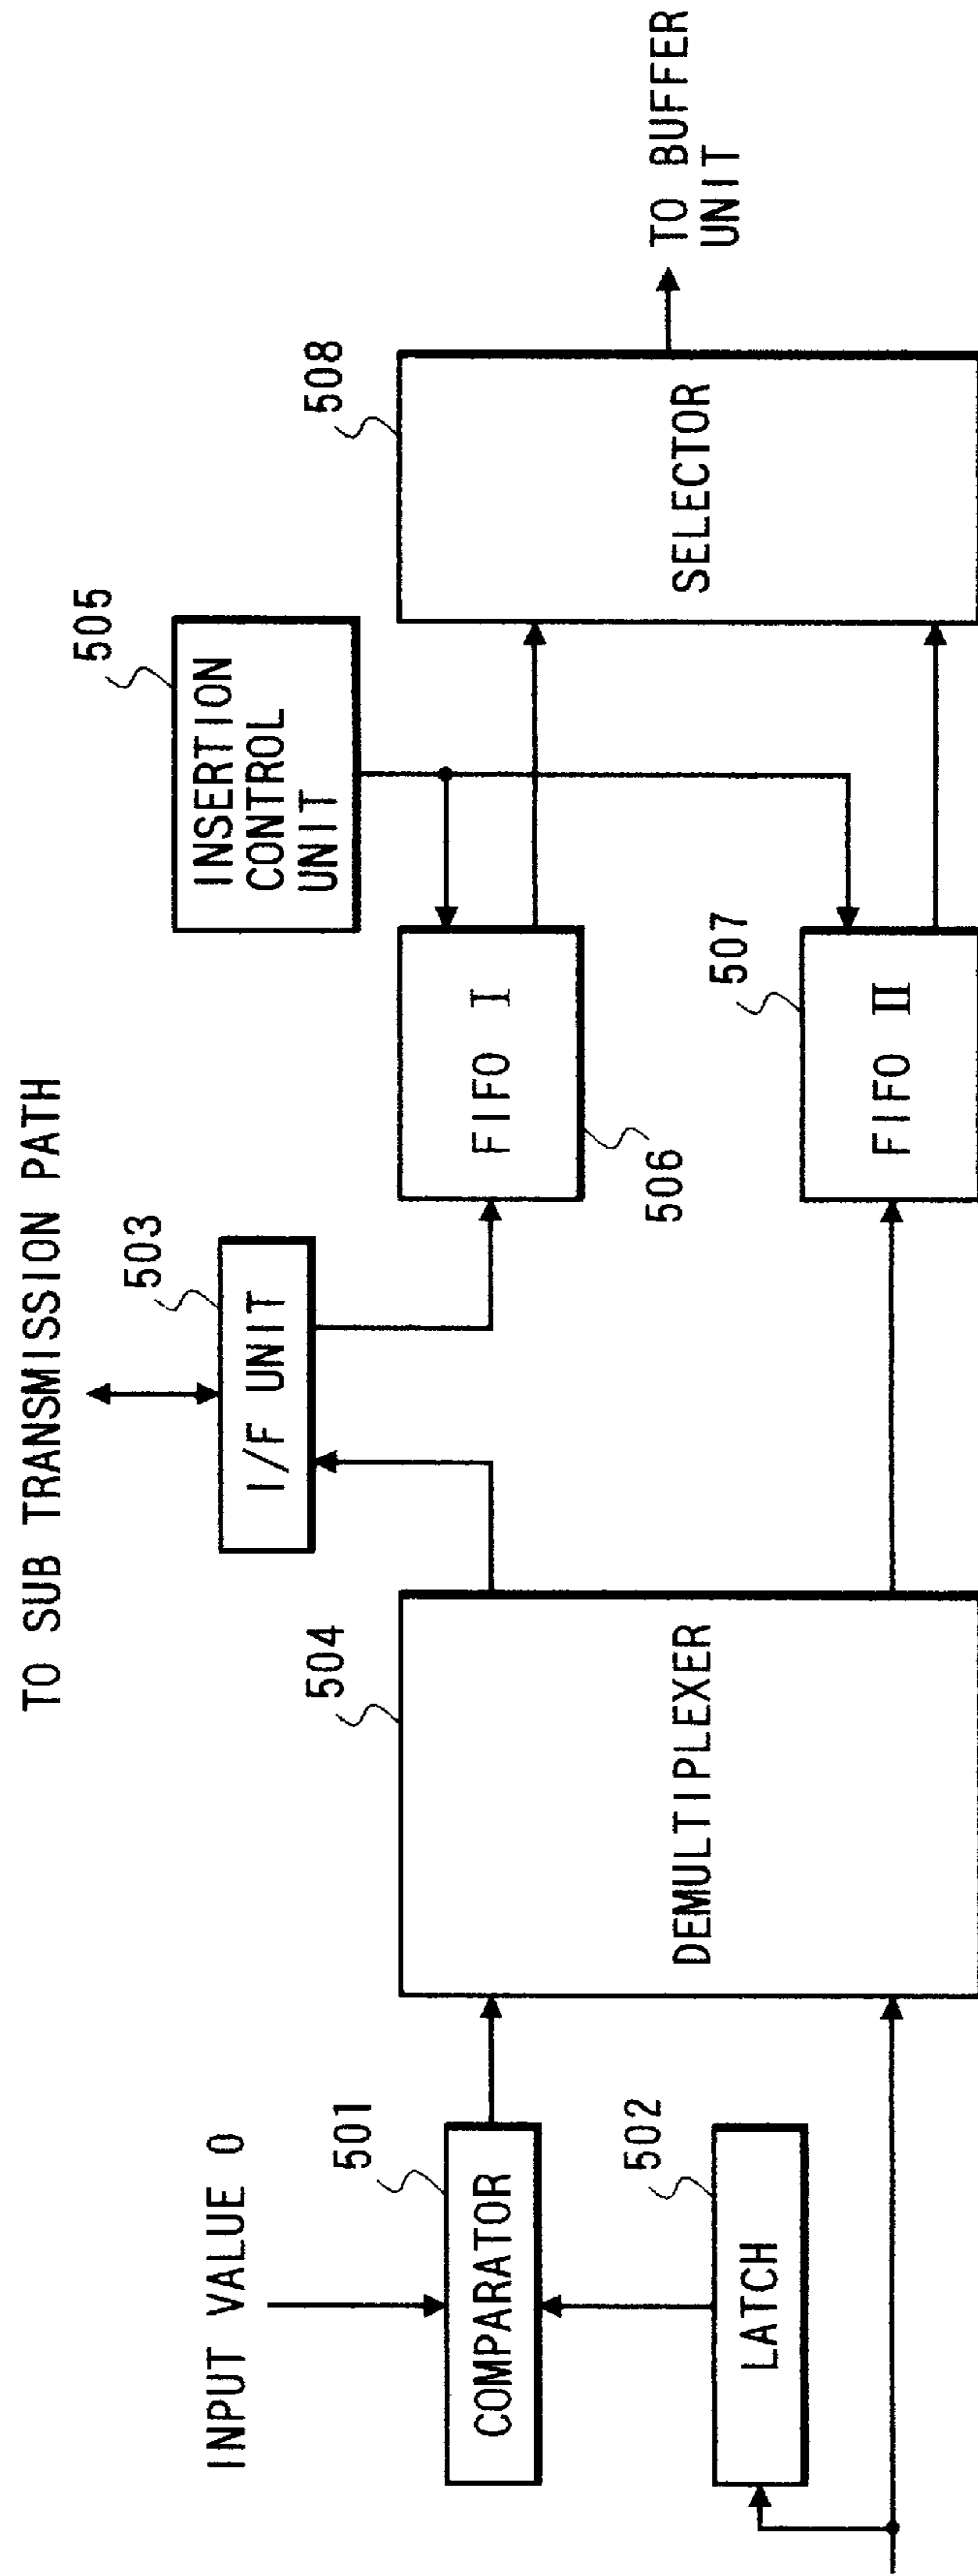 TO SUB TRANSMISSION PATH
INPUT VALUE 0
501
COMPARATOR
502
LATCH
504
DEMULTIPLEXER
503
I/F UNIT
505
INSERTION
CONTROL
UNIT
FIFO I
506
507
FIFO II
508
SELECTOR
TO BUFFER
UNIT